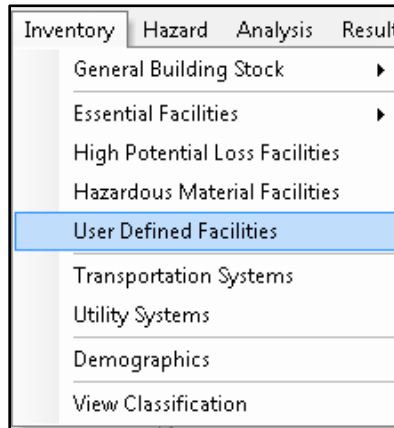 Inventory Hazard Analysis Result
General Building Stock
Essential Facilities
High Potential Loss Facilities
Hazardous Material Facilities
User Defined Facilities
Transportation Systems
Utility Systems
Demographics
View Classification